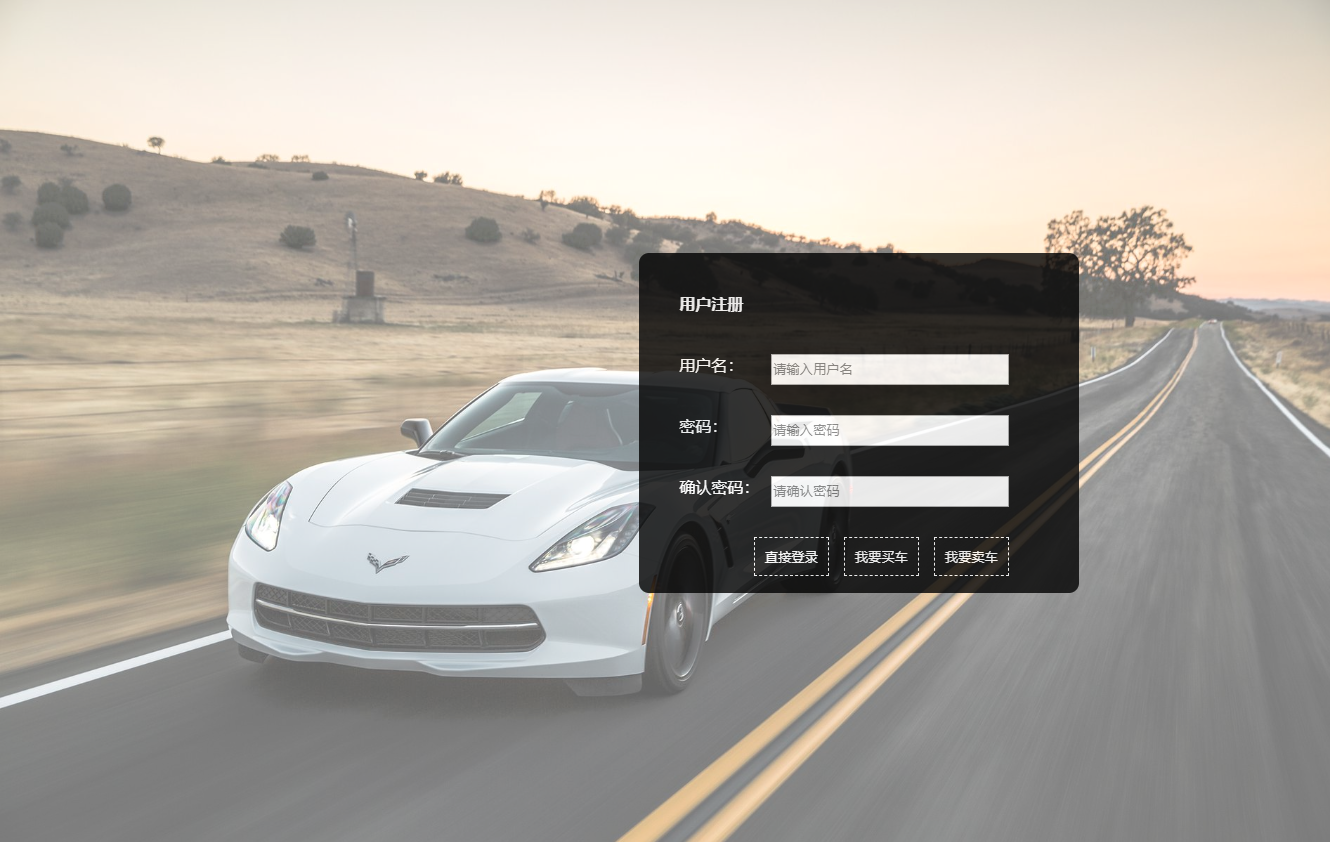 用户注册
用户名：
请输入用户名
密码：
请输入密码
确认密码：
请确认密码
直接登录 我要买车 我要卖车